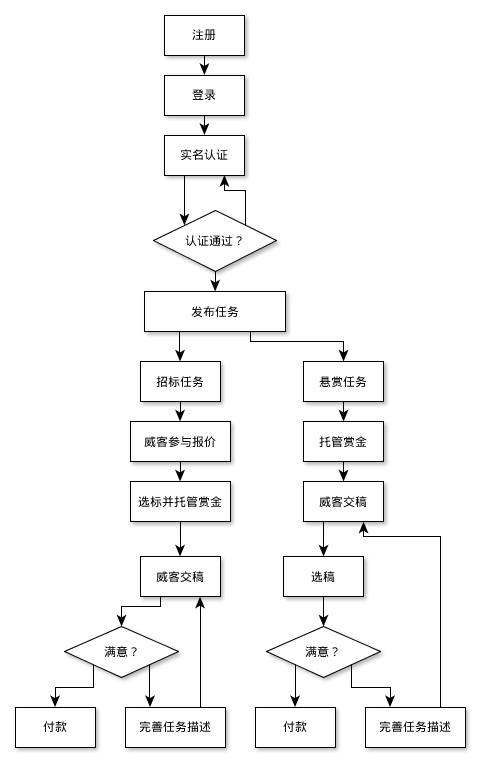 注册
登录
实名认证
认证通过？
发布任务
招标任务
悬赏任务
威客参与报价
托管赏金
选标并托管赏金
威客交稿
威客交稿
选稿
满意？
满意？
付款
完善任务描述
付款
完善任务描述